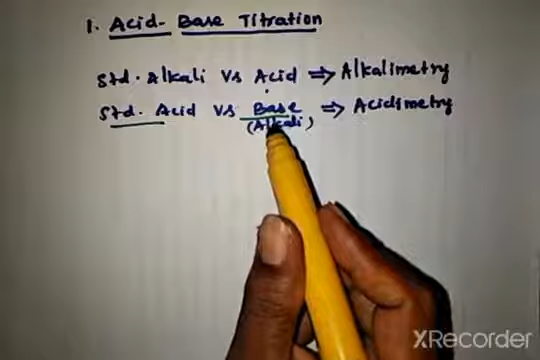 1. Acid- Base Titration
Std. Alkali Vs Acid ⇒ Alkalimetry
Std. Acid Vs Base ⇒ Acidimetry
(Alkali)
XRecorder